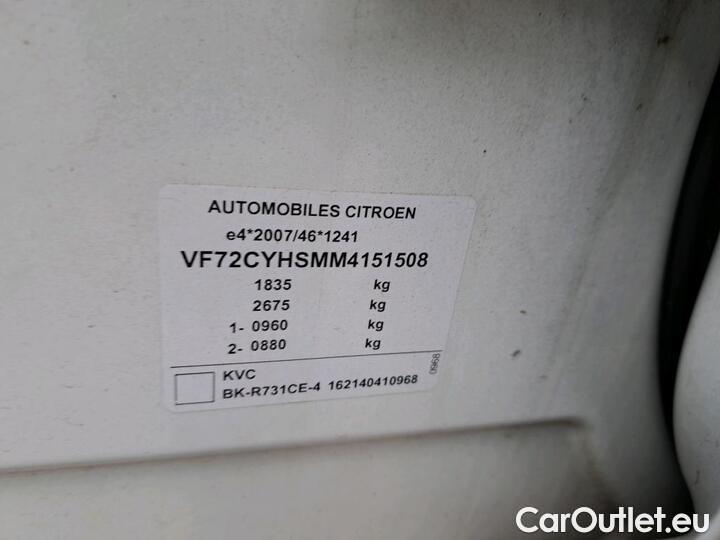 AUTOMOBILES CITROEN
e4*2007/46*1241
VF72CYHSMM4151508
1835 kg
2675 kg
1- 0960 kg
2- 0880 kg
KVC
BK-R731CE-4 162140410968
0968
CarOutlet.eu